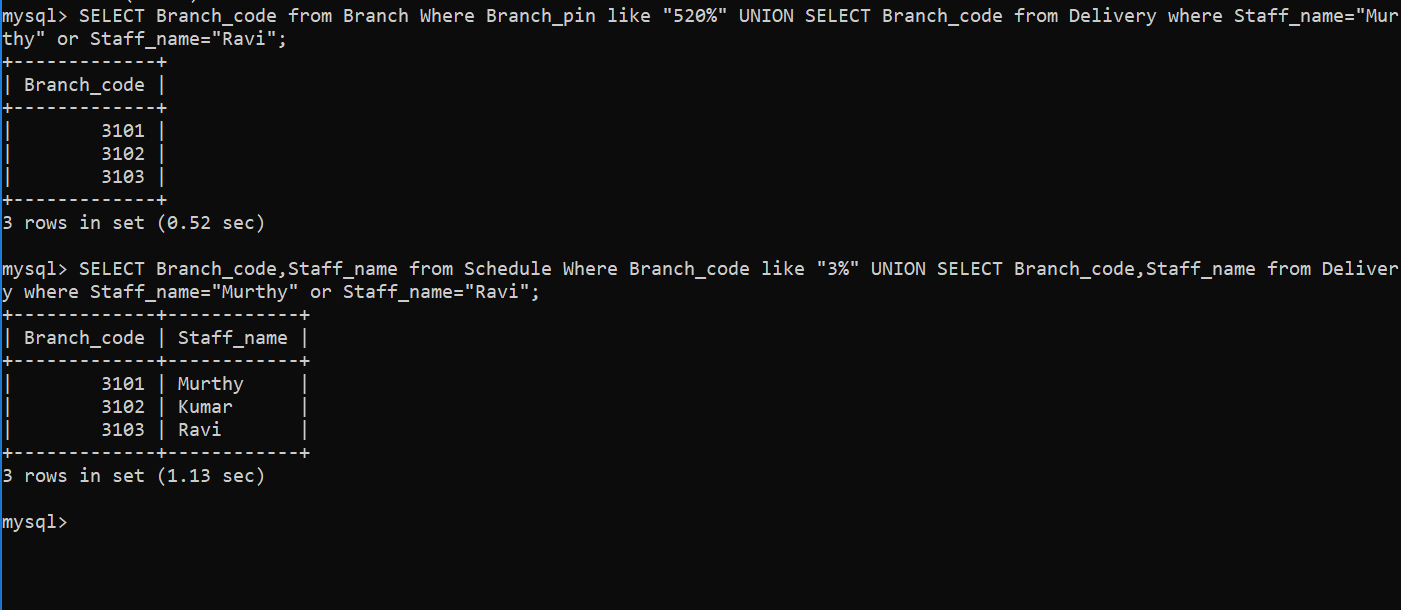 mysql> SELECT Branch_code from Branch Where Branch_pin like "520%" UNION SELECT Branch_code from Delivery where Staff_name="Mur
thy" or Staff_name="Ravi";
+-------------+
| Branch_code |
+-------------+
|        3101 |
|        3102 |
|        3103 |
+-------------+
3 rows in set (0.52 sec)

mysql> SELECT Branch_code,Staff_name from Schedule Where Branch_code like "3%" UNION SELECT Branch_code,Staff_name from Deliver
y where Staff_name="Murthy" or Staff_name="Ravi";
+-------------+------------+
| Branch_code | Staff_name |
+-------------+------------+
|        3101 | Murthy     |
|        3102 | Kumar      |
|        3103 | Ravi       |
+-------------+------------+
3 rows in set (1.13 sec)

mysql>